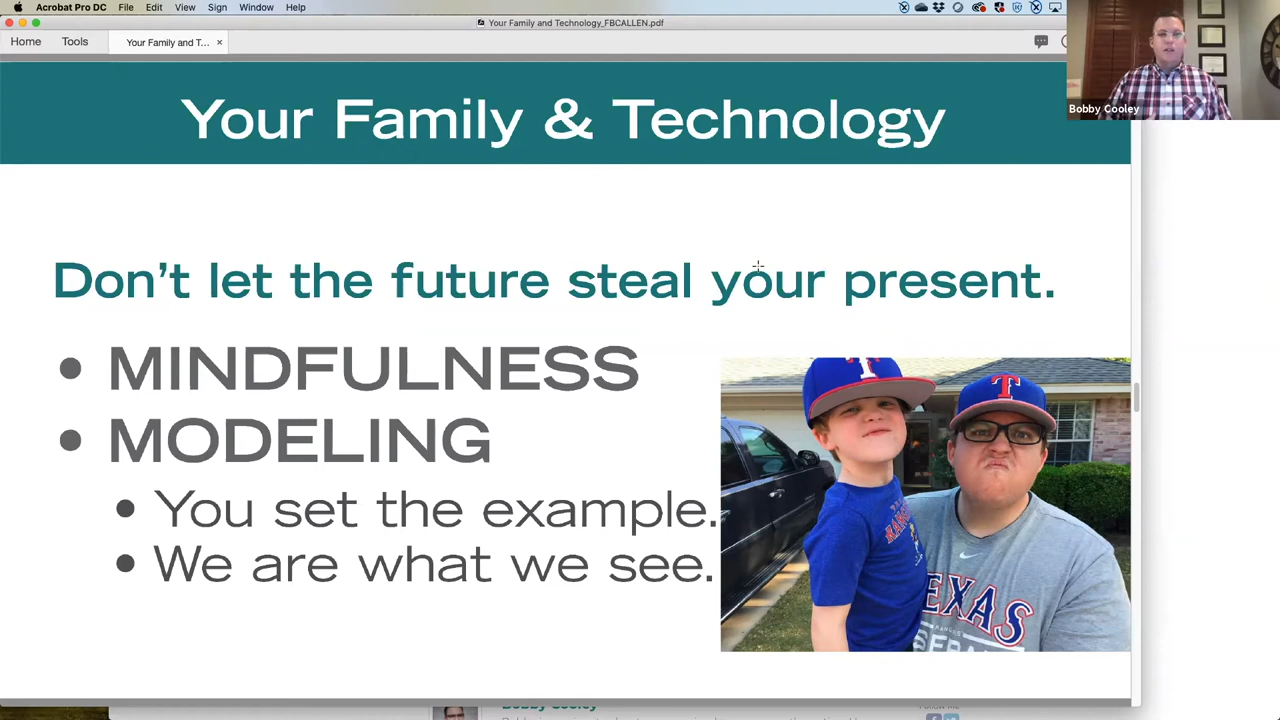 Acrobat Pro DC File Edit View Sign Window Help
Your Family and Technology_FBCALLEN.pdf
Home Tools Your Family and T... ×
Bobby Cooley
Your Family & Technology
Don't let the future steal your present.
• MINDFULNESS
• MODELING
• You set the example.
• We are what we see.
T
T
TEXAS
Bobby Cooley
Follow Me